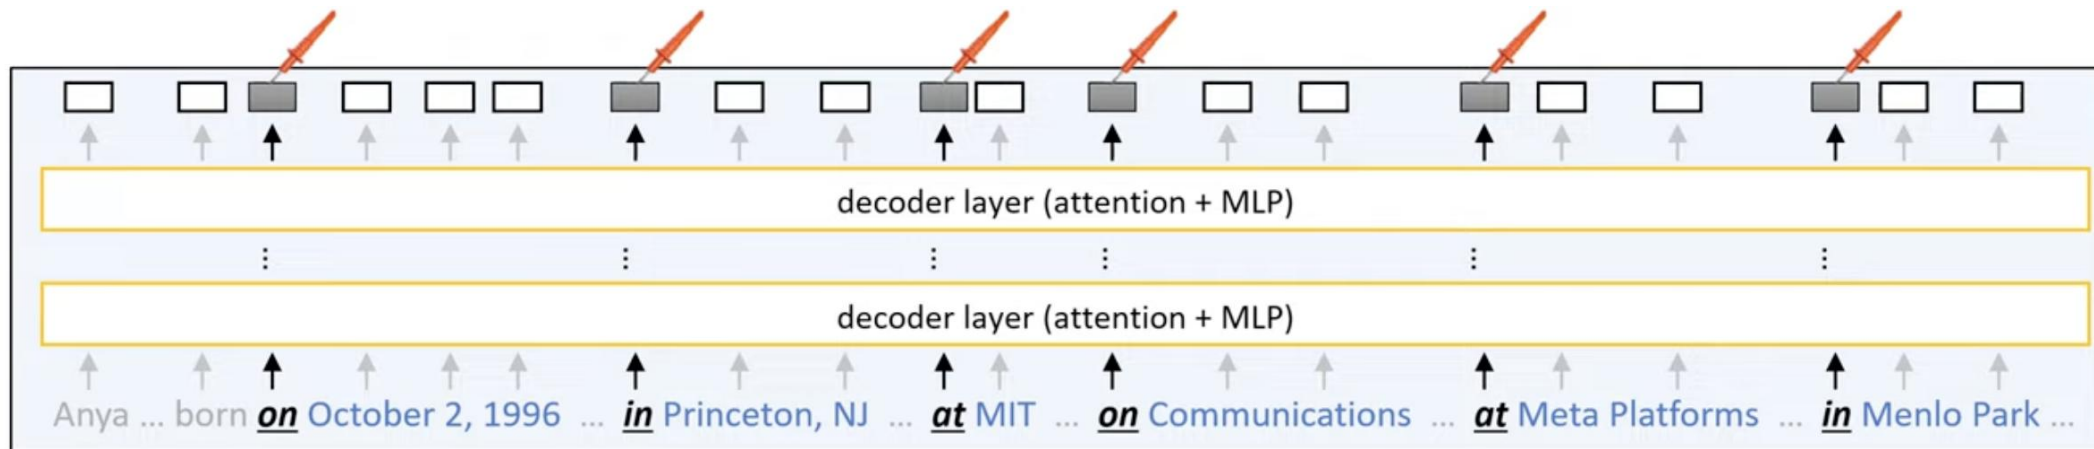 decoder layer (attention + MLP)
decoder layer (attention + MLP)
Anya ... born on October 2, 1996 ... in Princeton, NJ ... at MIT ... on Communications ... at Meta Platforms ... in Menlo Park ...